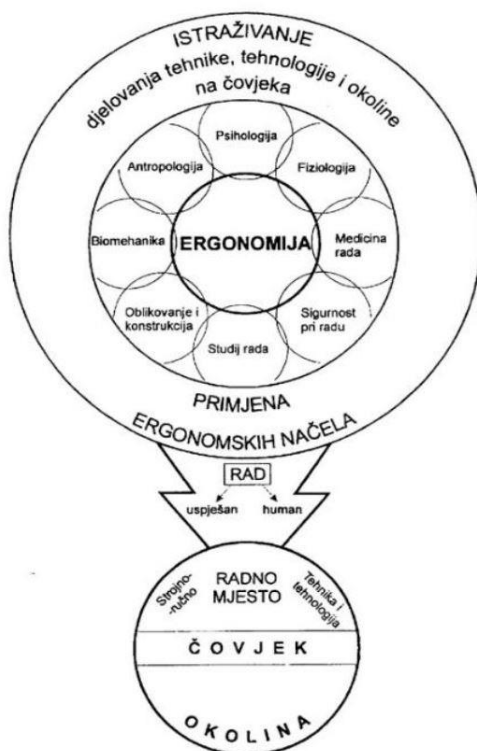 ISTRAŽIVANJE
djelovanja tehnike, tehnologije i okoline
na čovjeka
Psihologija
Antropologija
Fiziologija
Biomehanika
ERGONOMIJA
Medicina
rada
Oblikovanje i
konstrukcija
Sigurnost
pri radu
Studij rada
PRIMJENA
ERGONOMSKIH NAČELA
RAD
uspješan
human
Strojno-
-ručno
RADNO
MJESTO
Tehnika i
tehnologija
ČOVJEK
OKOLINA